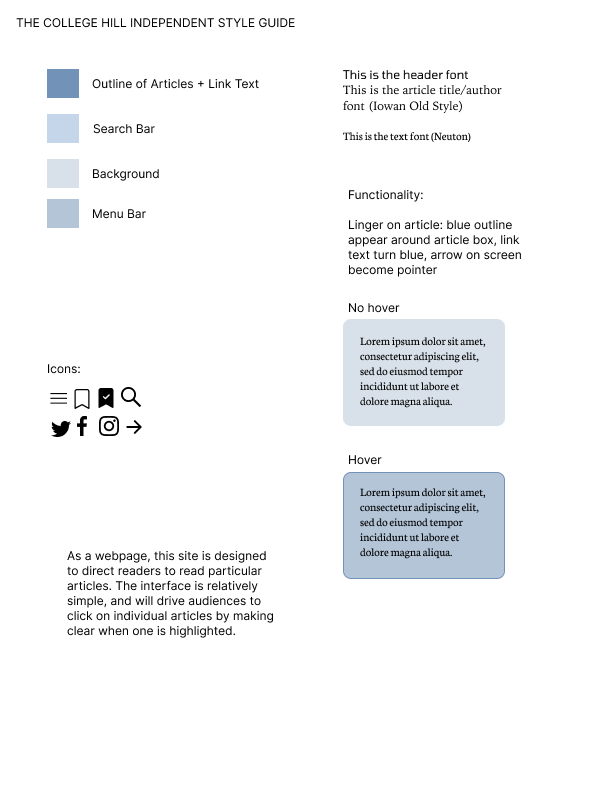 THE COLLEGE HILL INDEPENDENT STYLE GUIDE
Outline of Articles + Link Text
Search Bar
Background
Menu Bar
Icons:
As a webpage, this site is designed
to direct readers to read particular
articles. The interface is relatively
simple, and will drive audiences to
click on individual articles by making
clear when one is highlighted.
This is the header font
This is the article title/author
font (Iowan Old Style)
This is the text font (Neuton)
Functionality:
Linger on article: blue outline
appear around article box, link
text turn blue, arrow on screen
become pointer
No hover
Lorem ipsum dolor sit amet,
consectetur adipiscing elit,
sed do eiusmod tempor
incididunt ut labore et
dolore magna aliqua.
Hover
Lorem ipsum dolor sit amet,
consectetur adipiscing elit,
sed do eiusmod tempor
incididunt ut labore et
dolore magna aliqua.